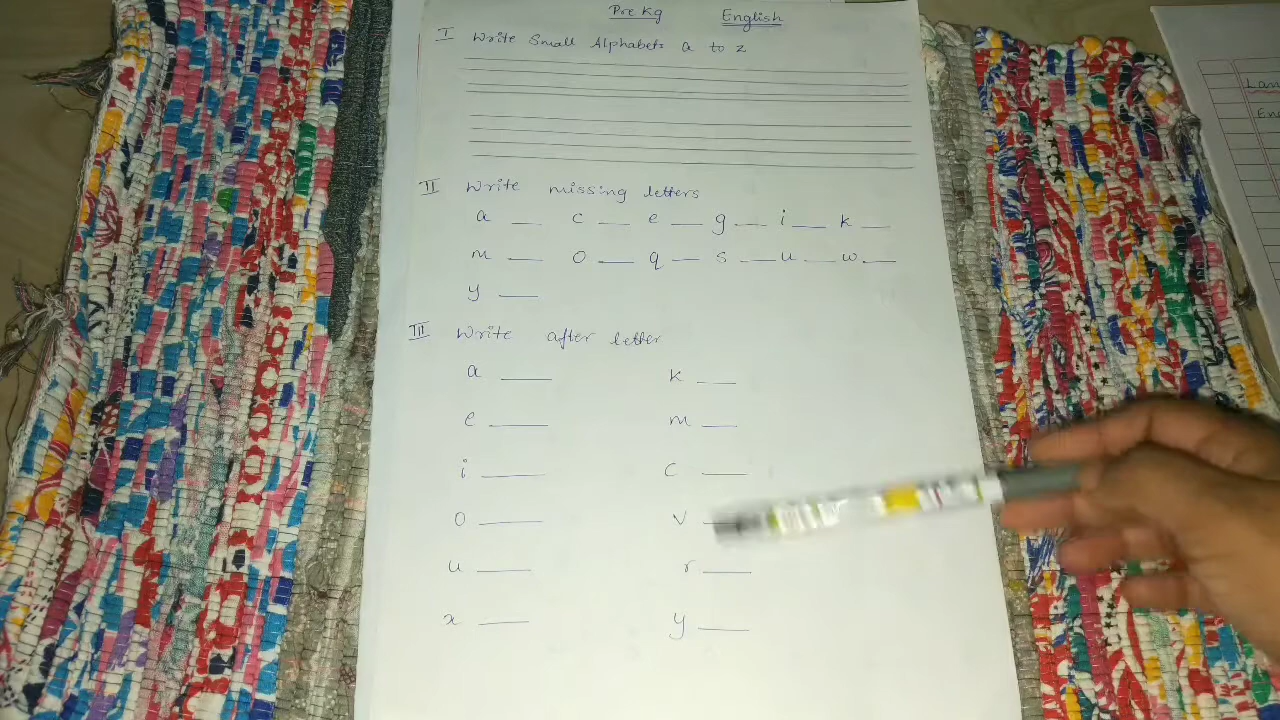 Pre Kg English
I Write Small Alphabets a to z
II Write missing letters
a __ c __ e __ g __ i __ k __
m __ o __ q __ s __ u __ w __
y __
III Write after letter
a __ k __
e __ m __
i __ c __
o __ v __
u __ r __
x __ y __